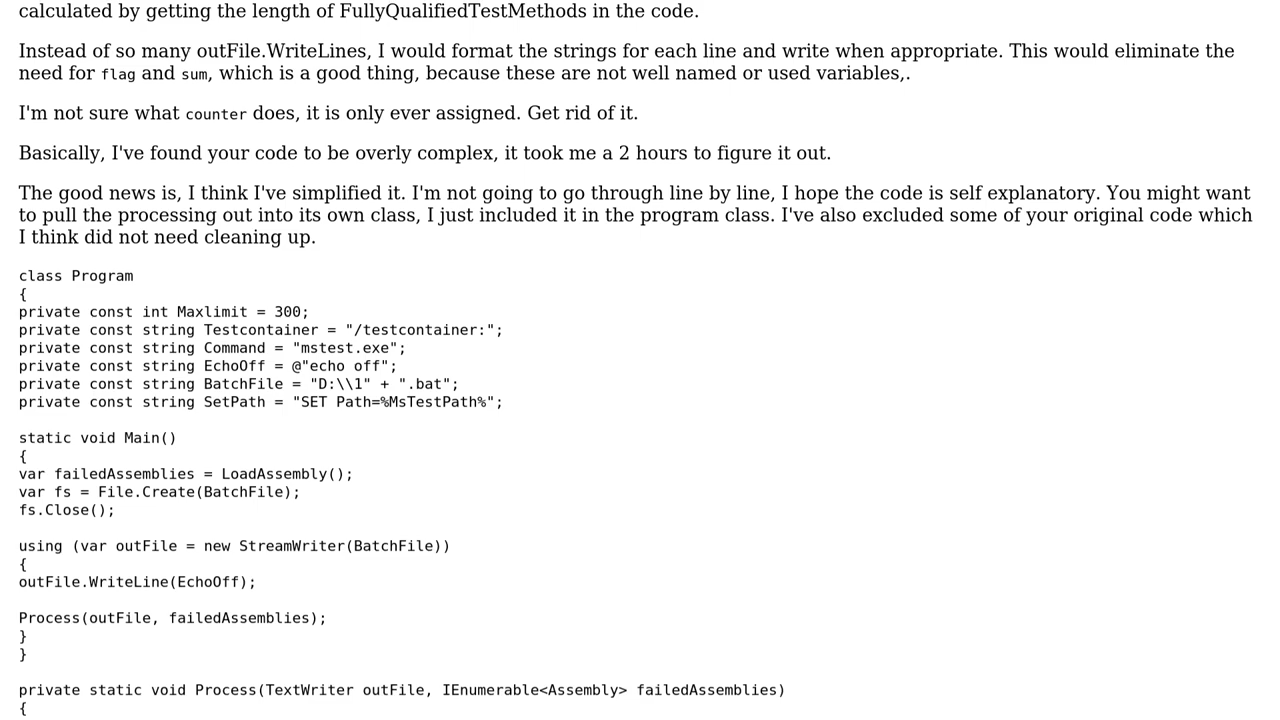 calculated by getting the length of FullyQualifiedTestMethods in the code.
Instead of so many outFile.WriteLines, I would format the strings for each line and write when appropriate. This would eliminate the
need for flag and sum, which is a good thing, because these are not well named or used variables,.
I'm not sure what counter does, it is only ever assigned. Get rid of it.
Basically, I've found your code to be overly complex, it took me a 2 hours to figure it out.
The good news is, I think I've simplified it. I'm not going to go through line by line, I hope the code is self explanatory. You might want
to pull the processing out into its own class, I just included it in the program class. I've also excluded some of your original code which
I think did not need cleaning up.
class Program
{
private const int Maxlimit = 300;
private const string Testcontainer = "/testcontainer:";
private const string Command = "mstest.exe";
private const string EchoOff = @"echo off";
private const string BatchFile = "D:\\1" + ".bat";
private const string SetPath = "SET Path=%MsTestPath%";
static void Main()
{
var failedAssemblies = LoadAssembly();
var fs = File.Create(BatchFile);
fs.Close();
using (var outFile = new StreamWriter(BatchFile))
{
outFile.WriteLine(EchoOff);
Process(outFile, failedAssemblies);
}
}
private static void Process(TextWriter outFile, IEnumerable<Assembly> failedAssemblies)
{